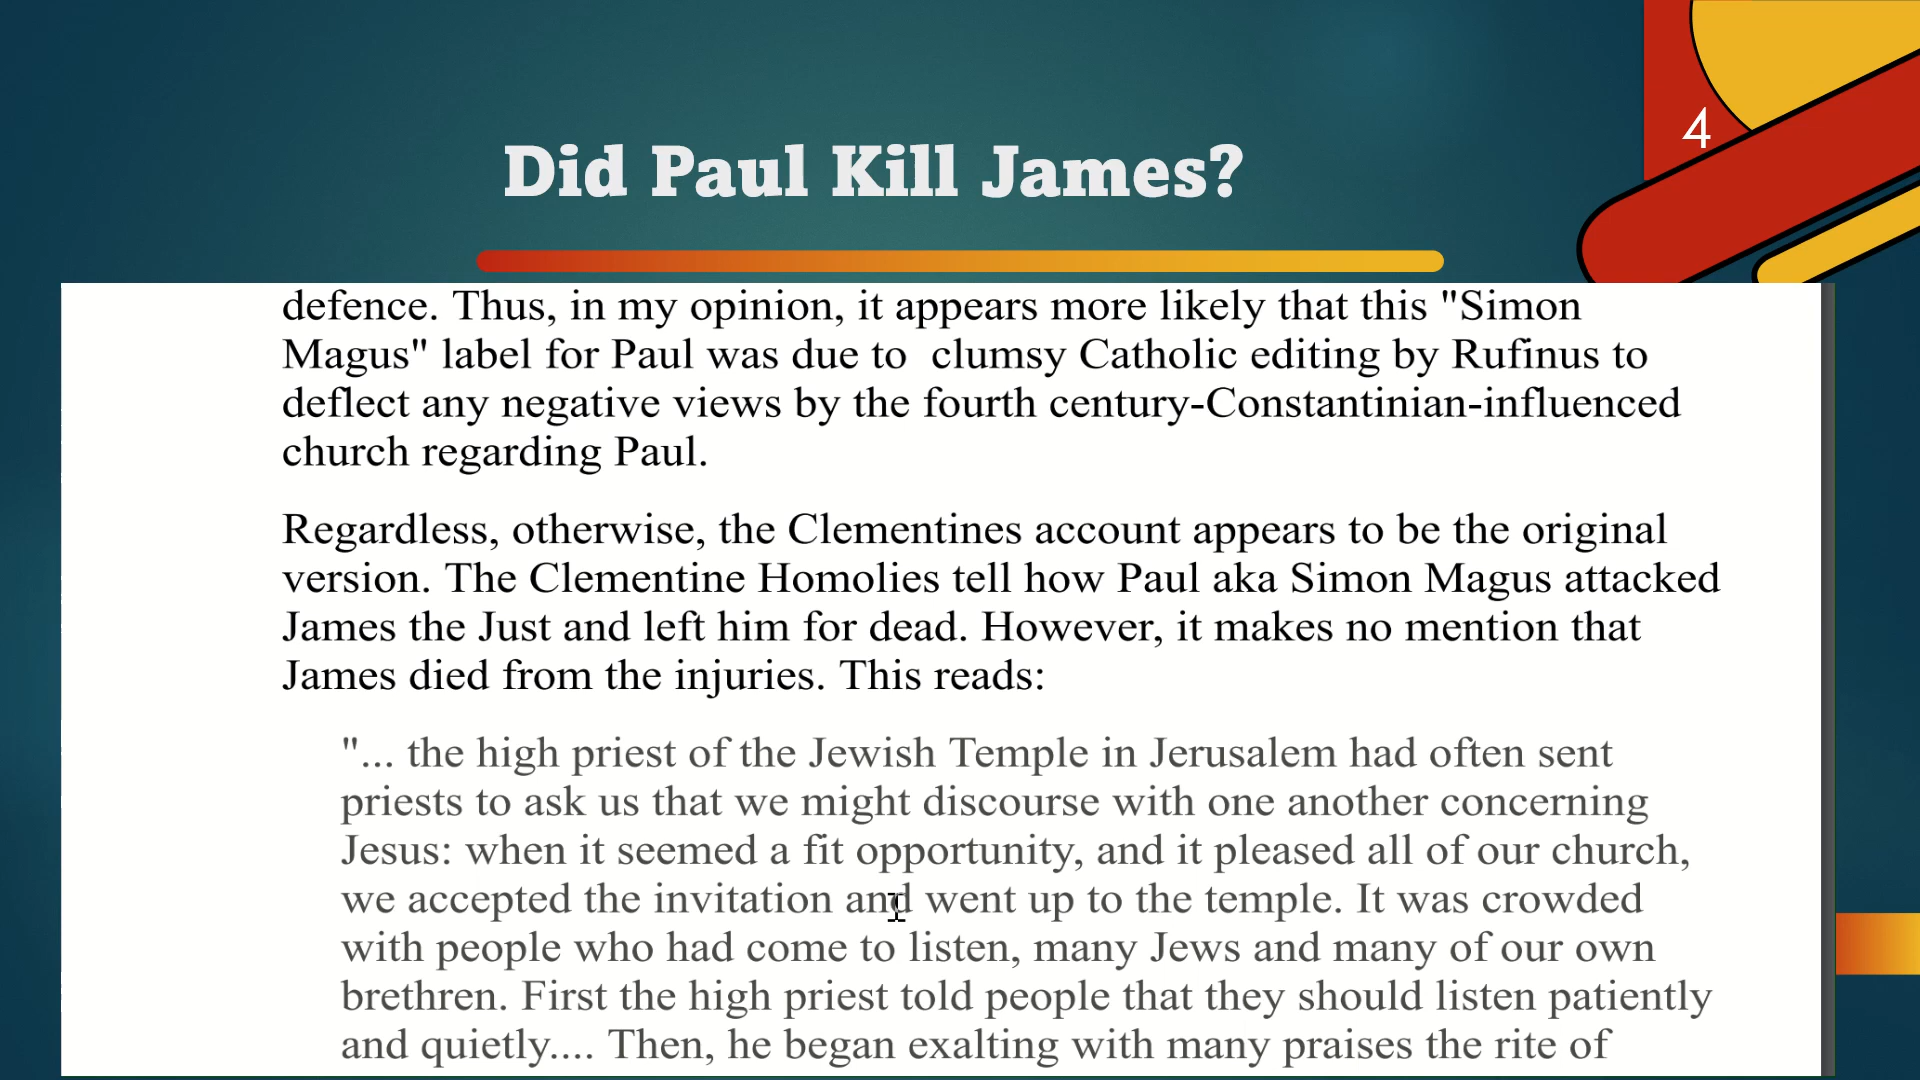 4
Did Paul Kill James?
defence. Thus, in my opinion, it appears more likely that this "Simon
Magus" label for Paul was due to  clumsy Catholic editing by Rufinus to
deflect any negative views by the fourth century-Constantinian-influenced
church regarding Paul.
Regardless, otherwise, the Clementines account appears to be the original
version. The Clementine Homolies tell how Paul aka Simon Magus attacked
James the Just and left him for dead. However, it makes no mention that
James died from the injuries. This reads:
"... the high priest of the Jewish Temple in Jerusalem had often sent
priests to ask us that we might discourse with one another concerning
Jesus: when it seemed a fit opportunity, and it pleased all of our church,
we accepted the invitation and went up to the temple. It was crowded
with people who had come to listen, many Jews and many of our own
brethren. First the high priest told people that they should listen patiently
and quietly.... Then, he began exalting with many praises the rite of